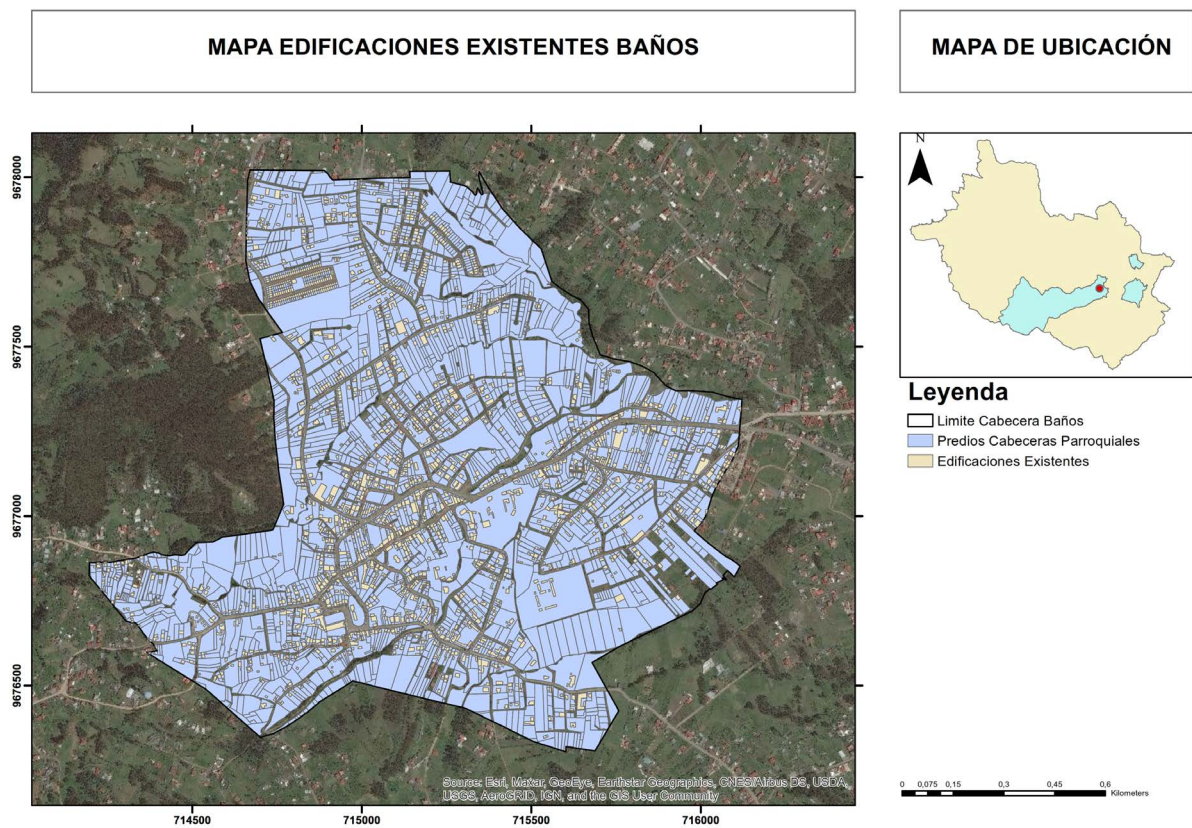 MAPA EDIFICACIONES EXISTENTES BAÑOS
MAPA DE UBICACIÓN
N
9678000
9677500
9677000
9676500
714500
715000
715500
716000
Source: Esri, Maxar, GeoEye, Earthstar Geographics, CNES/Airbus DS, USDA,
USGS, AeroGRID, IGN, and the GIS User Community
Leyenda
Limite Cabecera Baños
Predios Cabeceras Parroquiales
Edificaciones Existentes
0 0,075 0,15 0,3 0,45 0,6
Kilometers